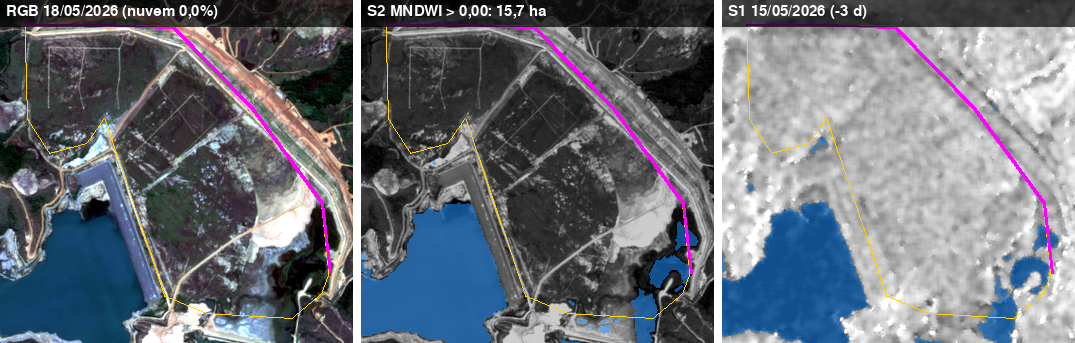 RGB 18/05/2026 (nuvem 0,0%)
S2 MNDWI > 0,00: 15,7 ha
S1 15/05/2026 (-3 d)